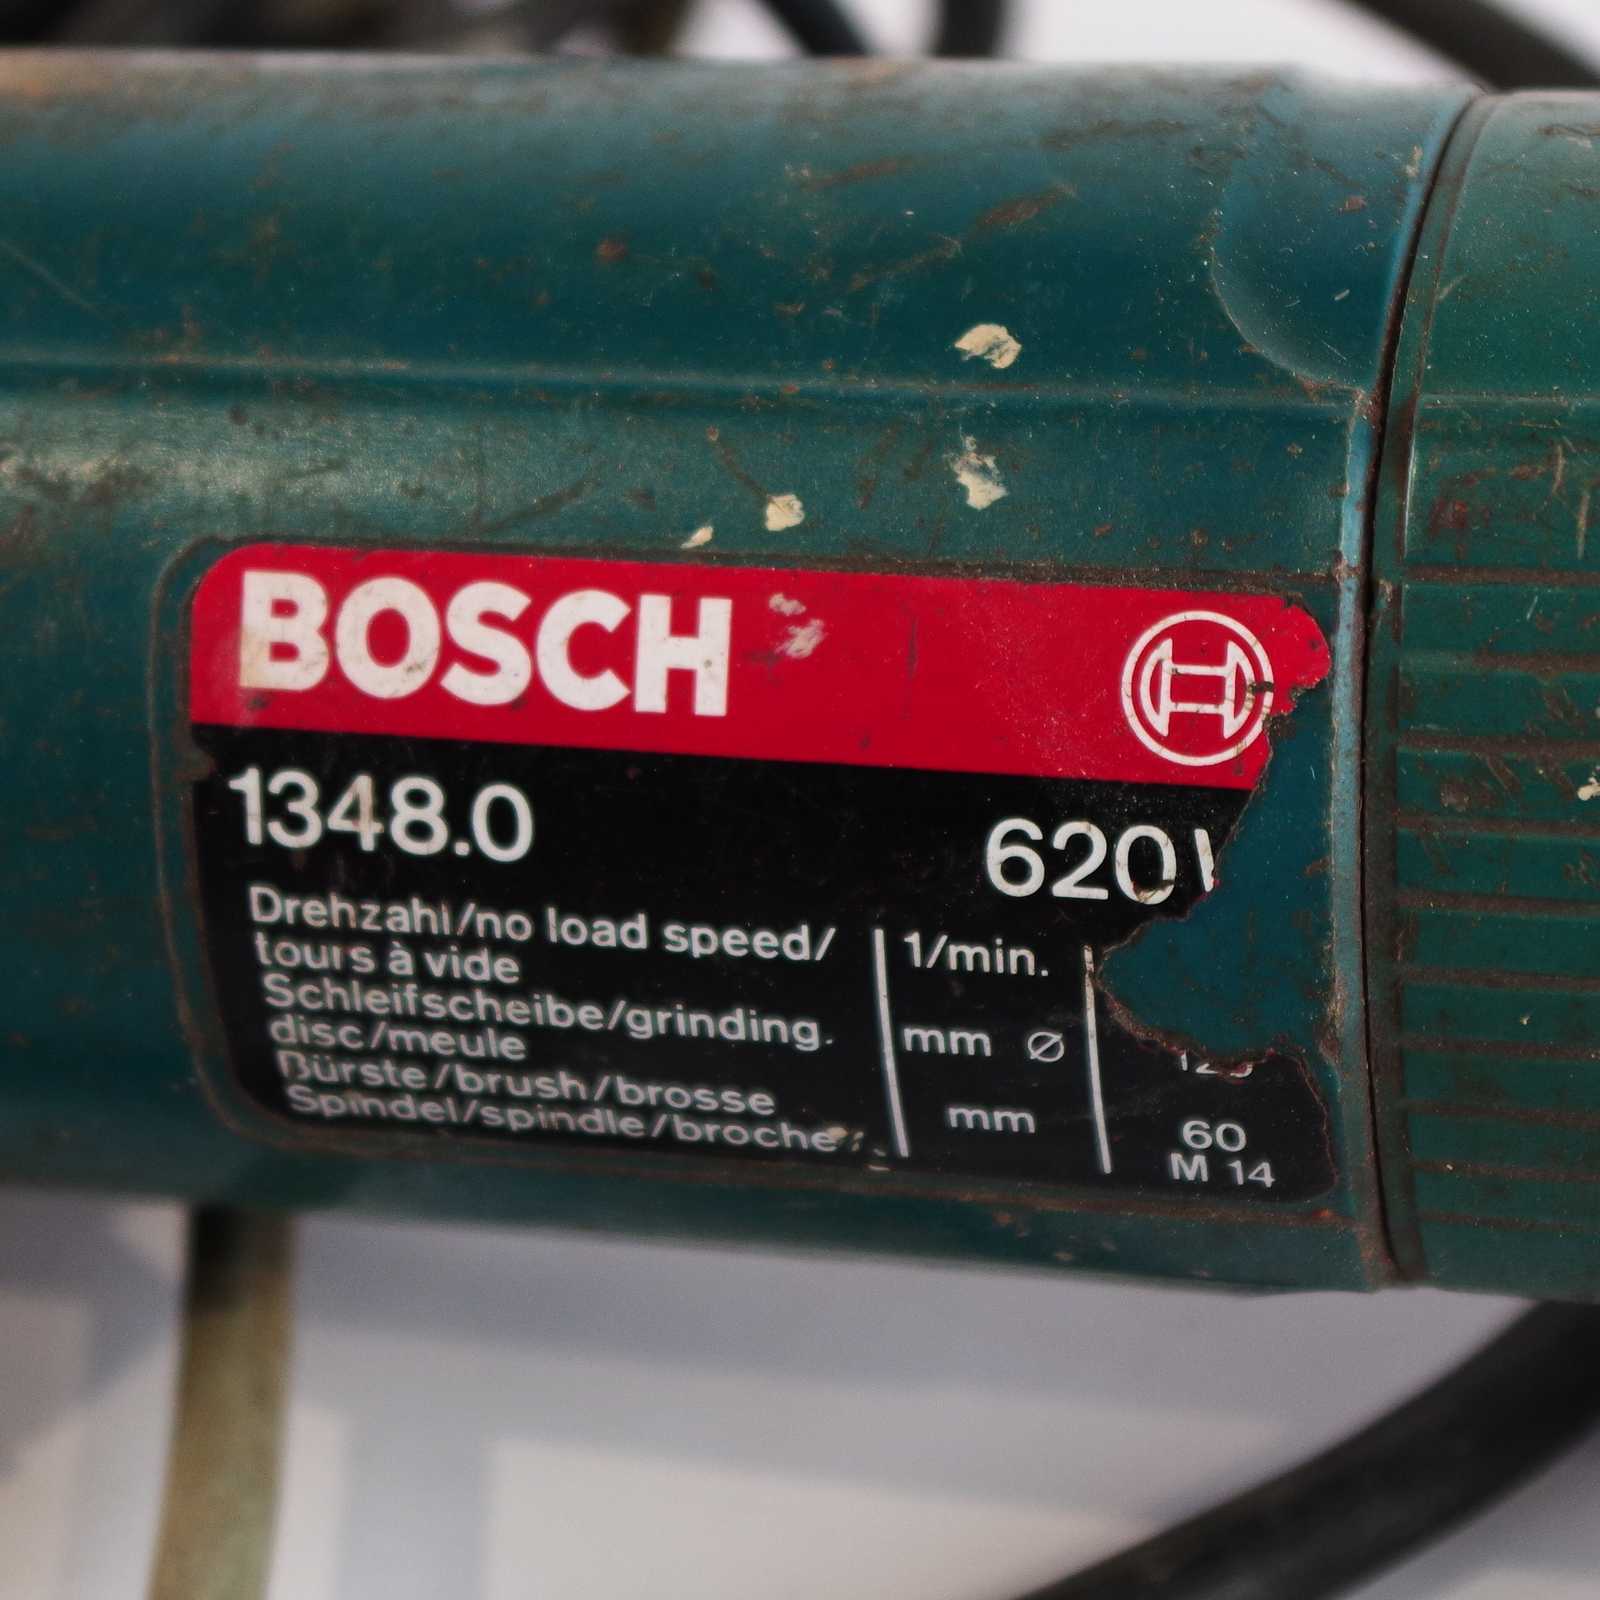 BOSCH
1348.0
620
Drehzahl/no load speed/
tours à vide
1/min.
Schleifscheibe/grinding.
disc/meule
mm ⌀
Bürste/brush/brosse
mm
60
Spindel/spindle/broche
M 14